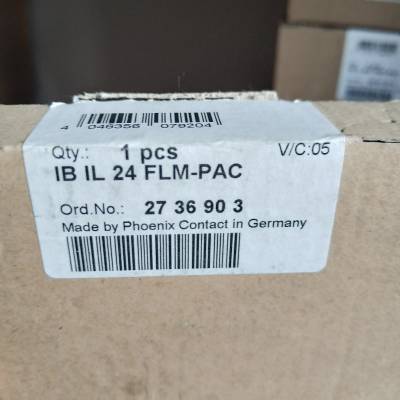 4 046356 079204
Qty.: 1 pcs V/C:05
IB IL 24 FLM-PAC
Ord.No.: 27 36 90 3
Made by Phoenix Contact in Germany